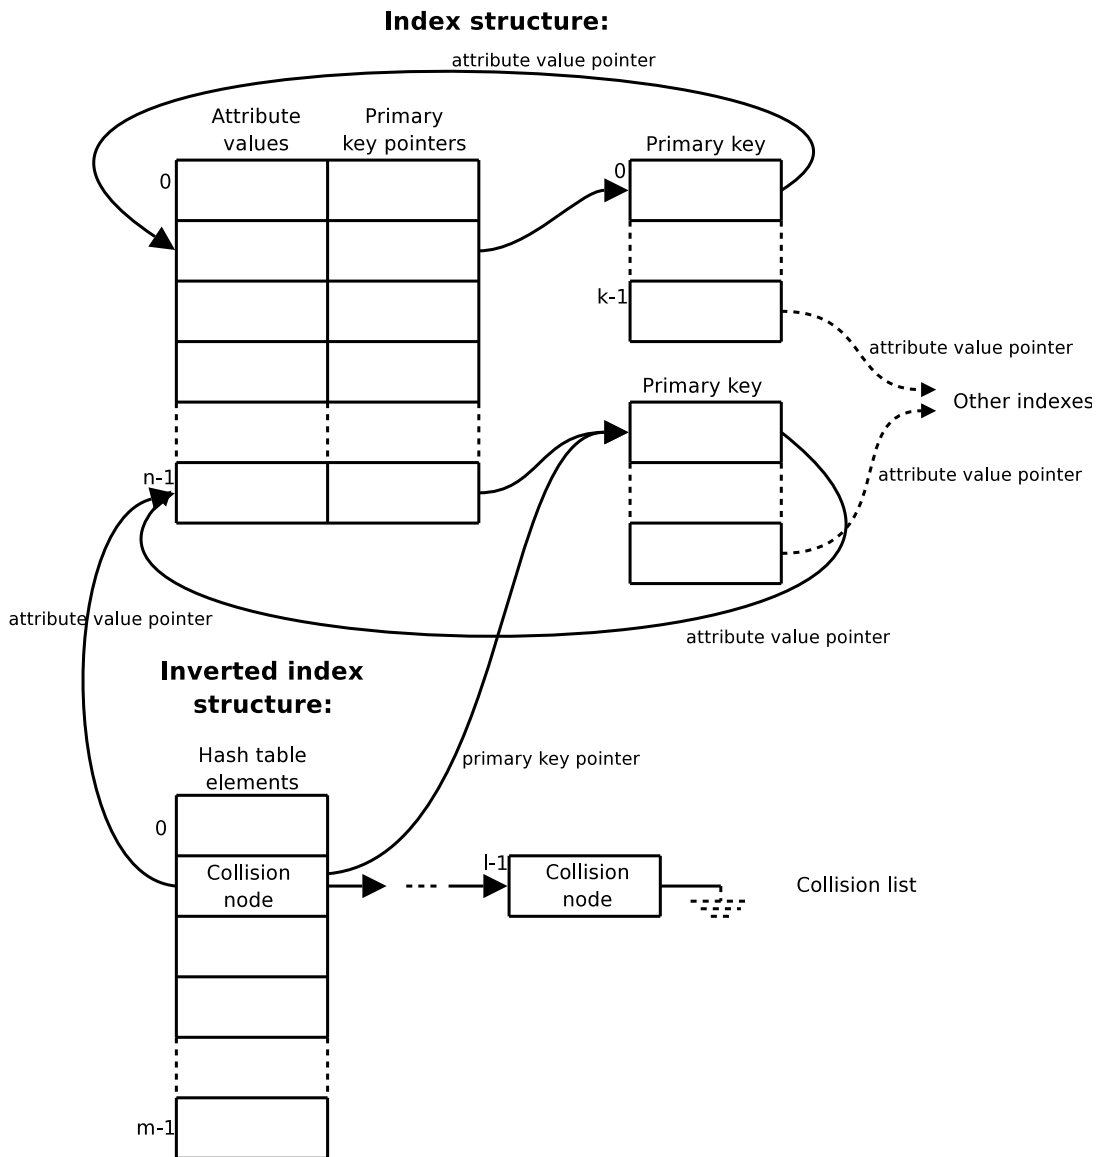 Index structure:
attribute value pointer
Attribute
values
Primary
key pointers
Primary key
0
0
k-1
attribute value pointer
Primary key
Other indexes
n-1
attribute value pointer
attribute value pointer
attribute value pointer
Inverted index
structure:
Hash table
elements
primary key pointer
0
Collision
node
l-1
Collision
node
Collision list
m-1